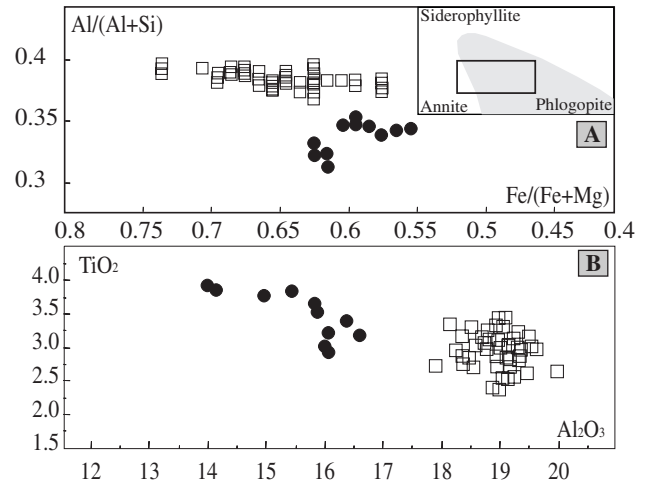 Al/(Al+Si)
Siderophyllite
0.4
Annite
Phlogopite
0.35
A
0.3
Fe/(Fe+Mg)
0.8 0.7 0.65 0.6 0.55 0.5 0.45 0.4
TiO2
B
4.0
3.5
3.0
2.5
2.0
Al2O3
1.5
12 13 14 15 16 17 18 19 20